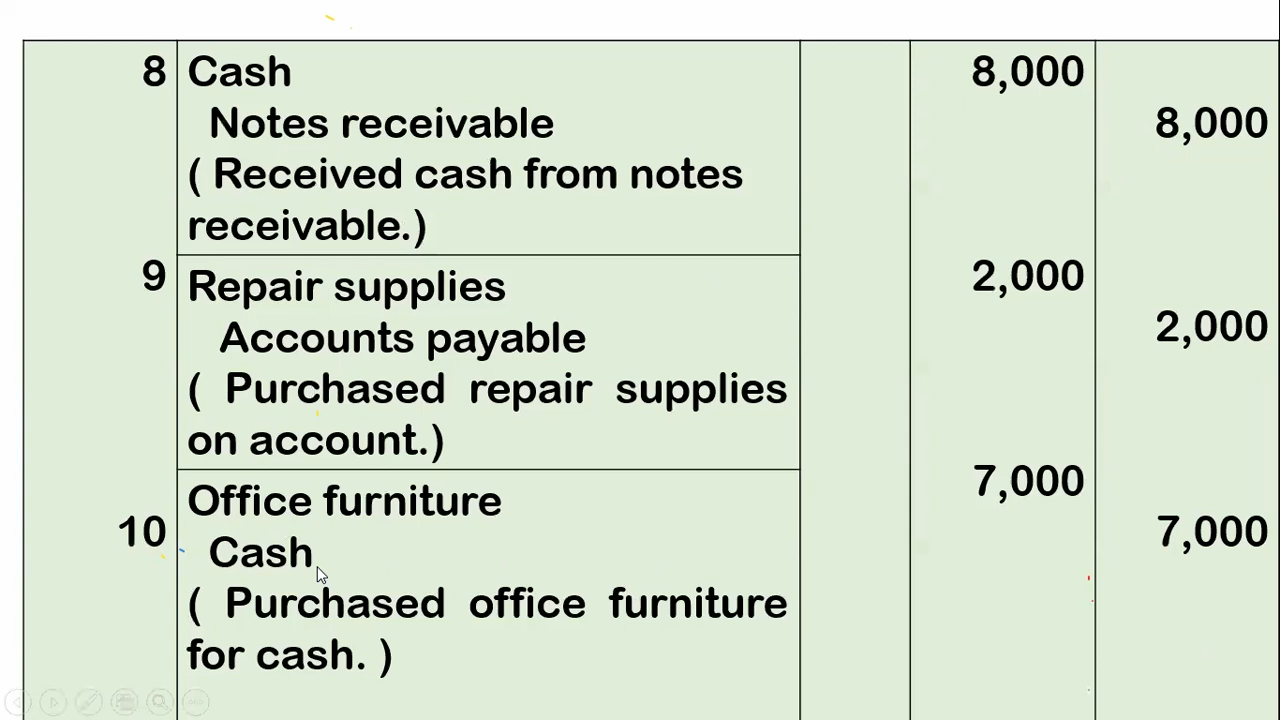 8 Cash 8,000
Notes receivable 8,000
( Received cash from notes
receivable.)
9 Repair supplies 2,000
Accounts payable 2,000
( Purchased repair supplies
on account.)
Office furniture 7,000
10 Cash 7,000
( Purchased office furniture
for cash. )